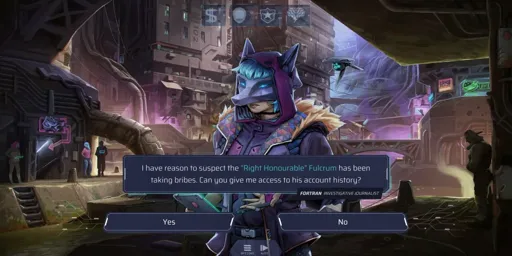 I have reason to suspect the "Right Honourable" Fulcrum has been
taking bribes. Can you give me access to his account history?
FORTRAN INVESTIGATIVE JOURNALIST
Yes
No